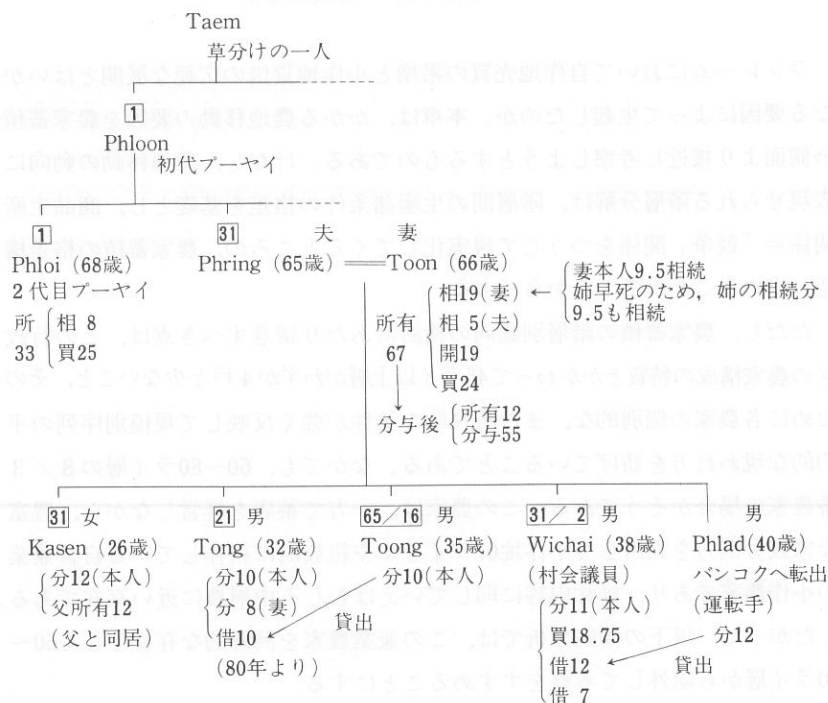 Taem
草分けの一人
1
Phloon
初代プーヤイ
1 31 夫 妻
Phloi (68歳) Phring (65歳) Toon (66歳)
2代目プーヤイ
所 33 相 8
買25
所有 67
相19(妻) ← 妻本人9.5相続
相 5(夫) 姉早死のため,姉の相続分
開19 9.5も相続
買24
分与後 所有12
分与55
31 女 21 男 65/16 男 31/2 男 男
Kasen (26歳) Tong (32歳) Toong (35歳) Wichai (38歳) Phlad(40歳)
分12(本人) 分10(本人) 分10(本人) (村会議員) バンコクへ転出
父所有12 分 8(妻) 分11(本人) (運転手)
(父と同居) 借10 貸出 買18.75 分12
(80年より) 借12 貸出
借 7